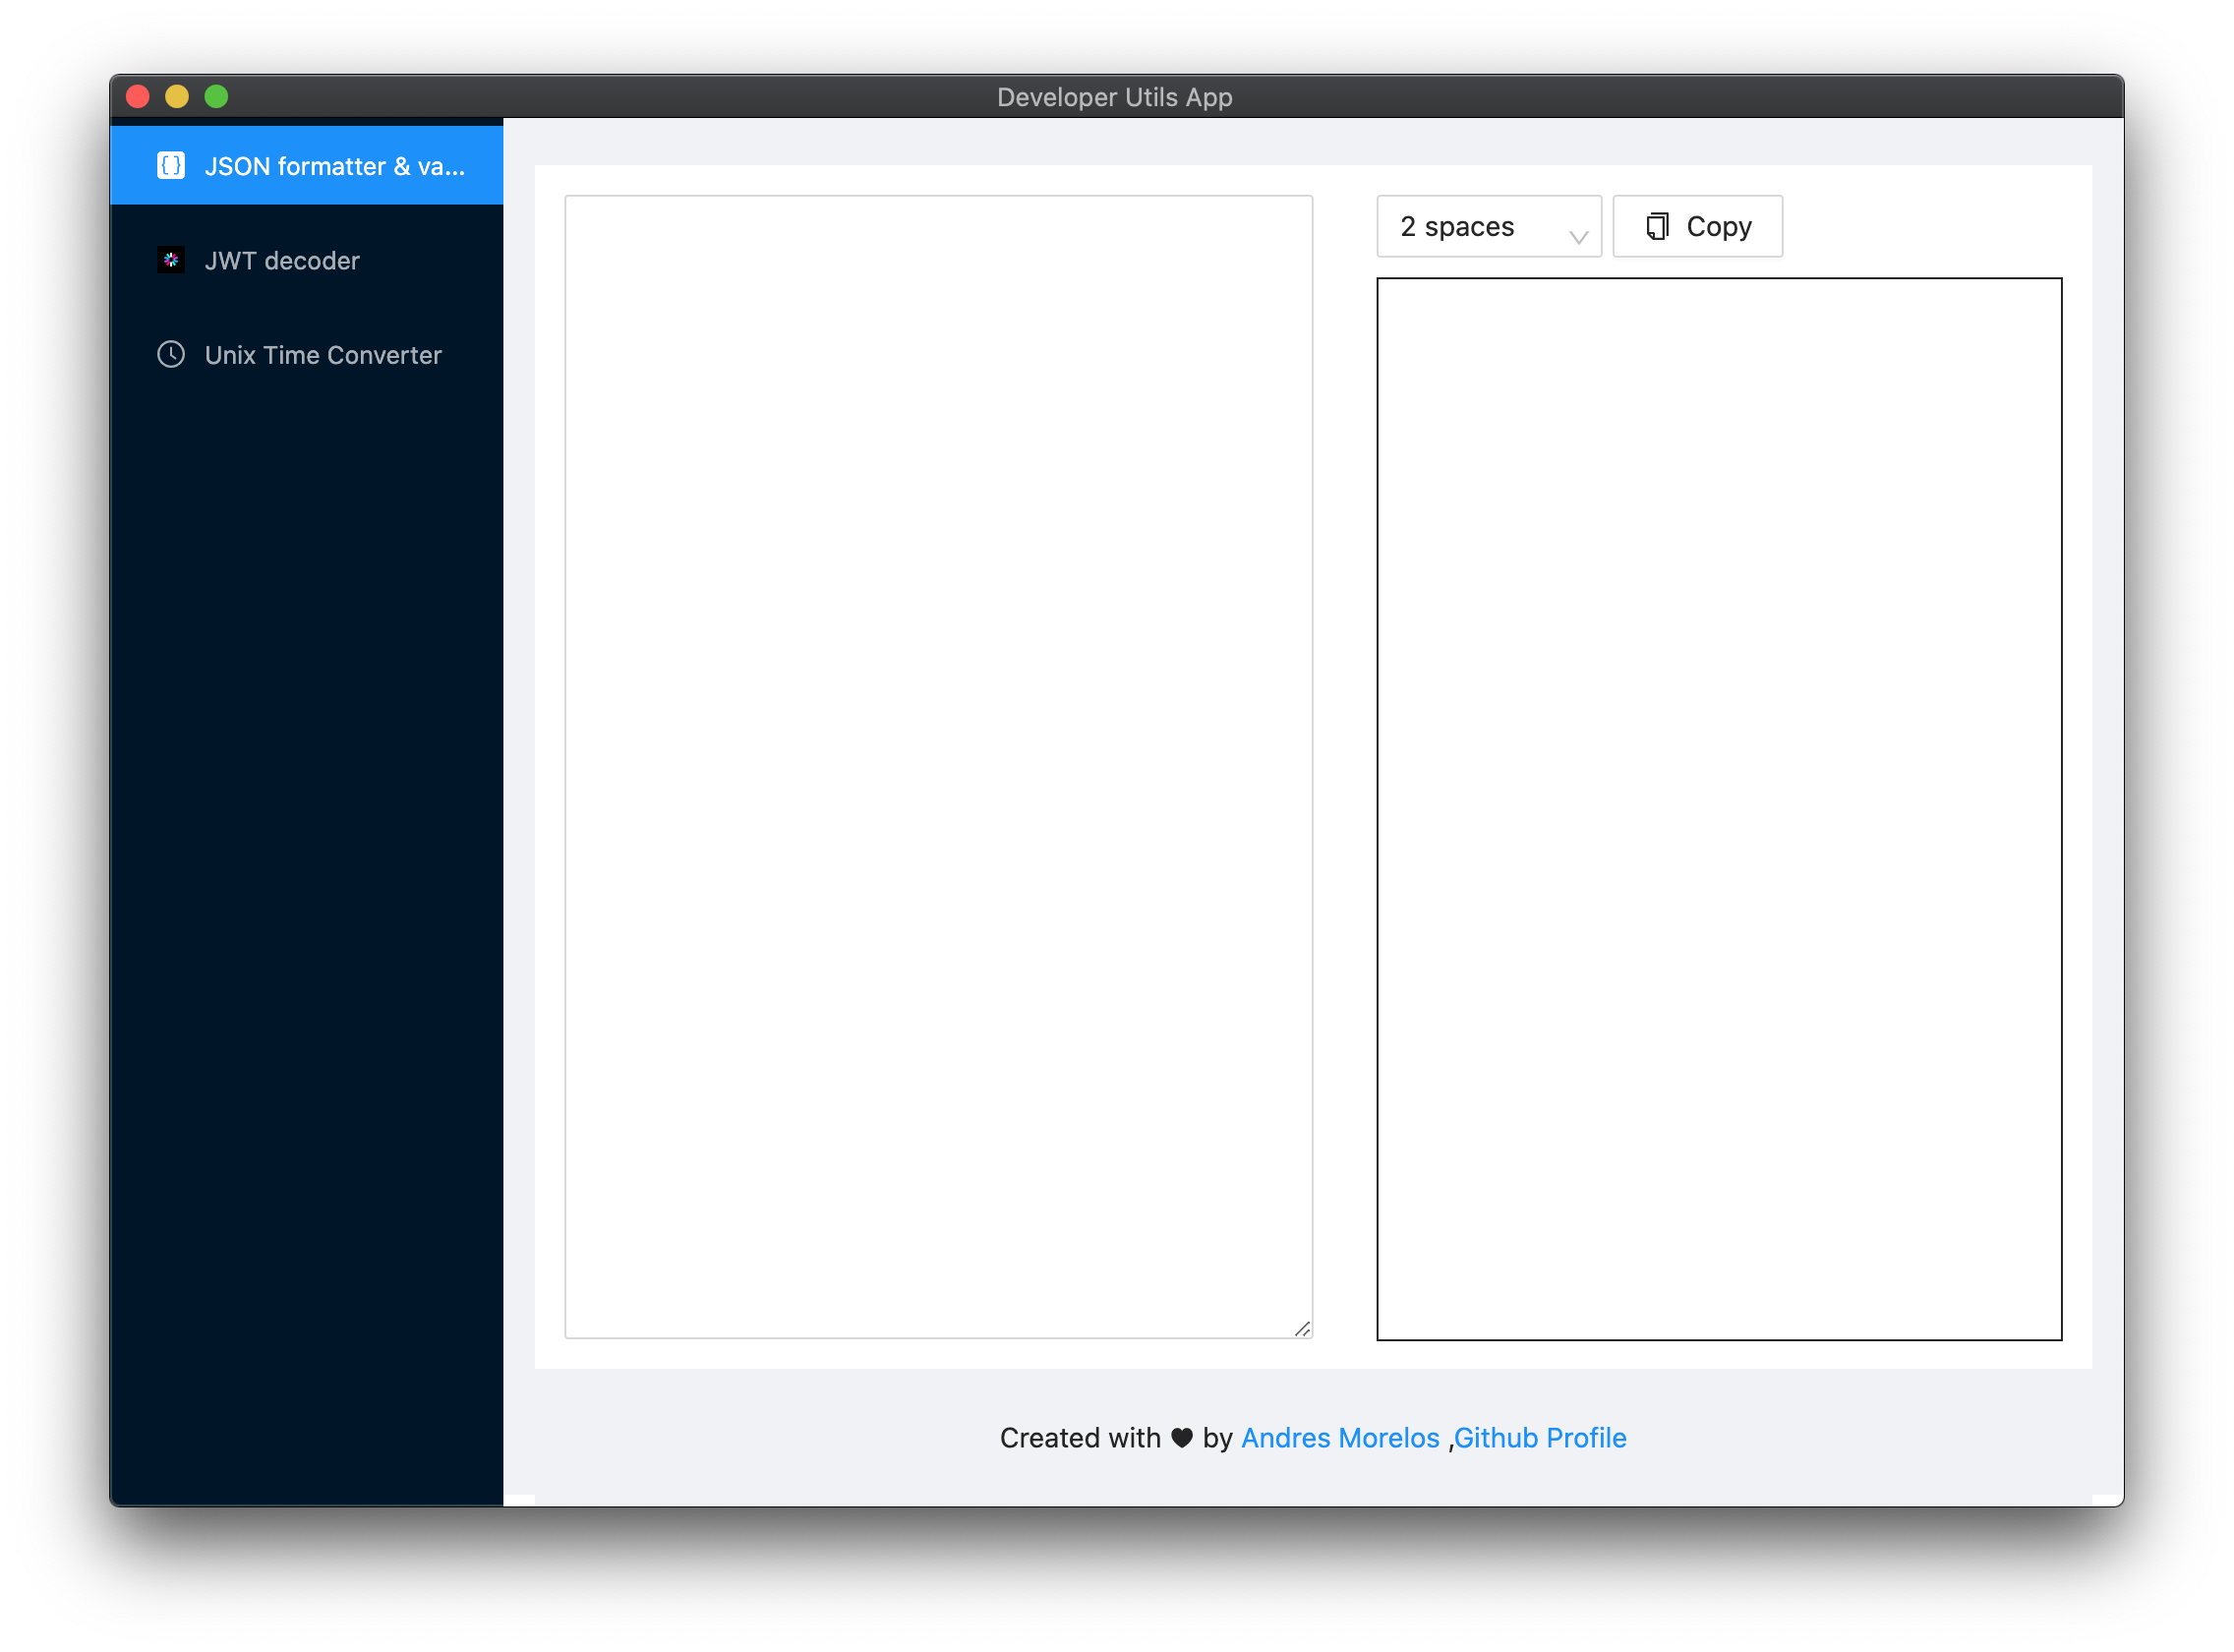 Developer Utils App
JSON formatter & va...
JWT decoder
Unix Time Converter
2 spaces
Copy
Created with ♥ by Andres Morelos ,Github Profile